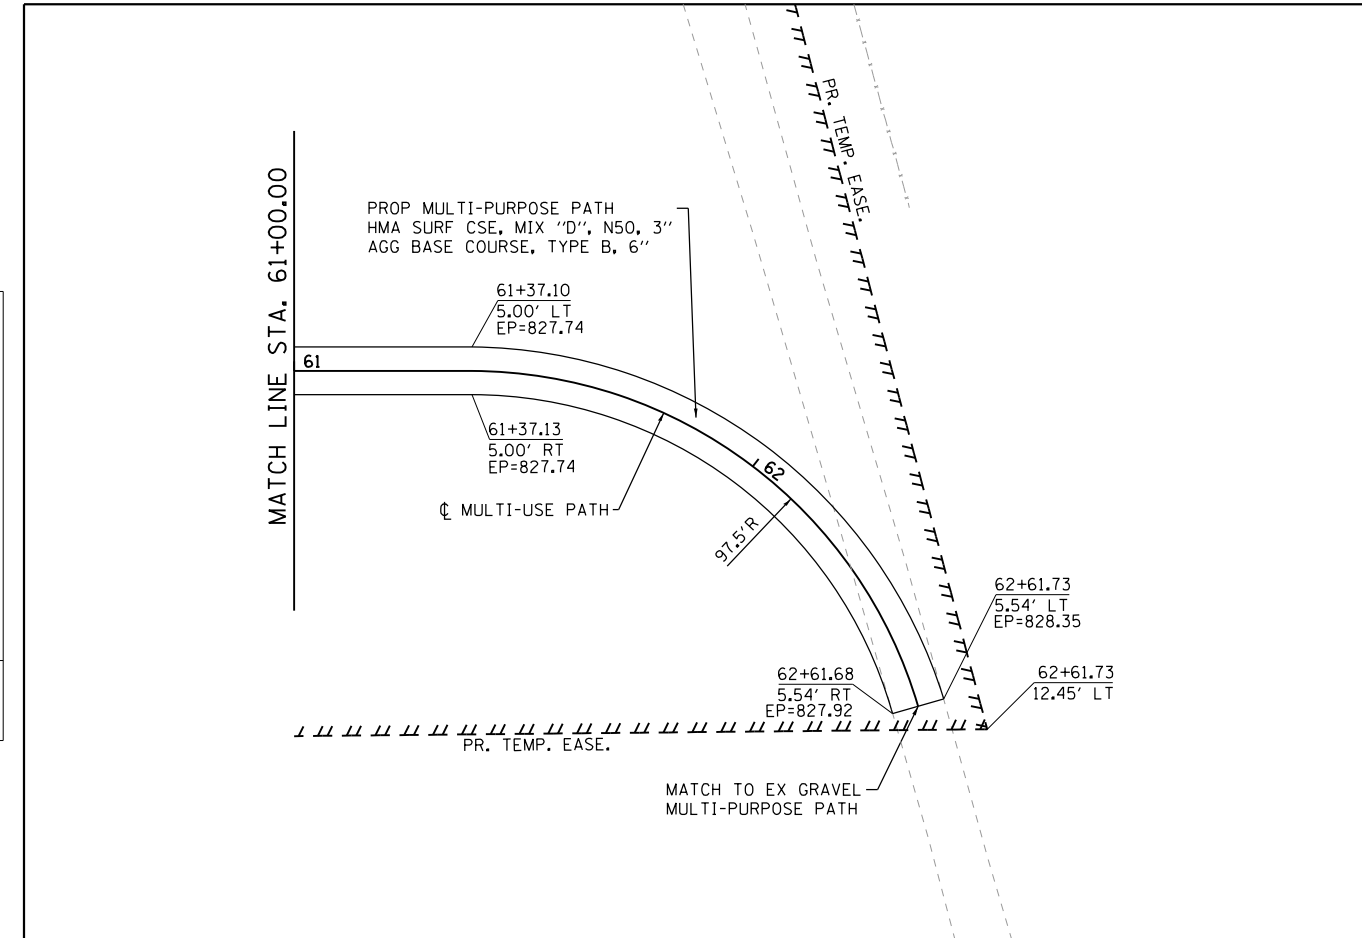 PR. TEMP. EASE.
MATCH LINE STA. 61+00.00
PROP MULTI-PURPOSE PATH
HMA SURF CSE, MIX "D", N50, 3"
AGG BASE COURSE, TYPE B, 6"
61+37.10
5.00' LT
EP=827.74
61
61+37.13
5.00' RT
EP=827.74
62
℄ MULTI-USE PATH
97.5'R
62+61.73
5.54' LT
EP=828.35
62+61.68
5.54' RT
EP=827.92
62+61.73
12.45' LT
PR. TEMP. EASE.
MATCH TO EX GRAVEL
MULTI-PURPOSE PATH